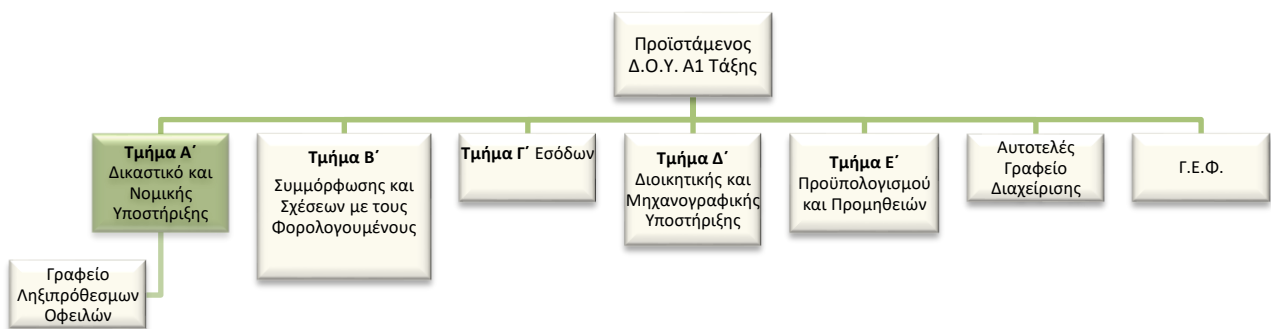 Προϊστάμενος
Δ.Ο.Υ. Α1 Τάξης
Τμήμα Α΄
Δικαστικό και
Νομικής
Υποστήριξης
Τμήμα Β΄
Συμμόρφωσης και
Σχέσεων με τους
Φορολογουμένους
Τμήμα Γ΄ Εσόδων
Τμήμα Δ΄
Διοικητικής και
Μηχανογραφικής
Υποστήριξης
Τμήμα Ε΄
Προϋπολογισμού
και Προμηθειών
Αυτοτελές
Γραφείο
Διαχείρισης
Γ.Ε.Φ.
Γραφείο
Ληξιπρόθεσμων
Οφειλών